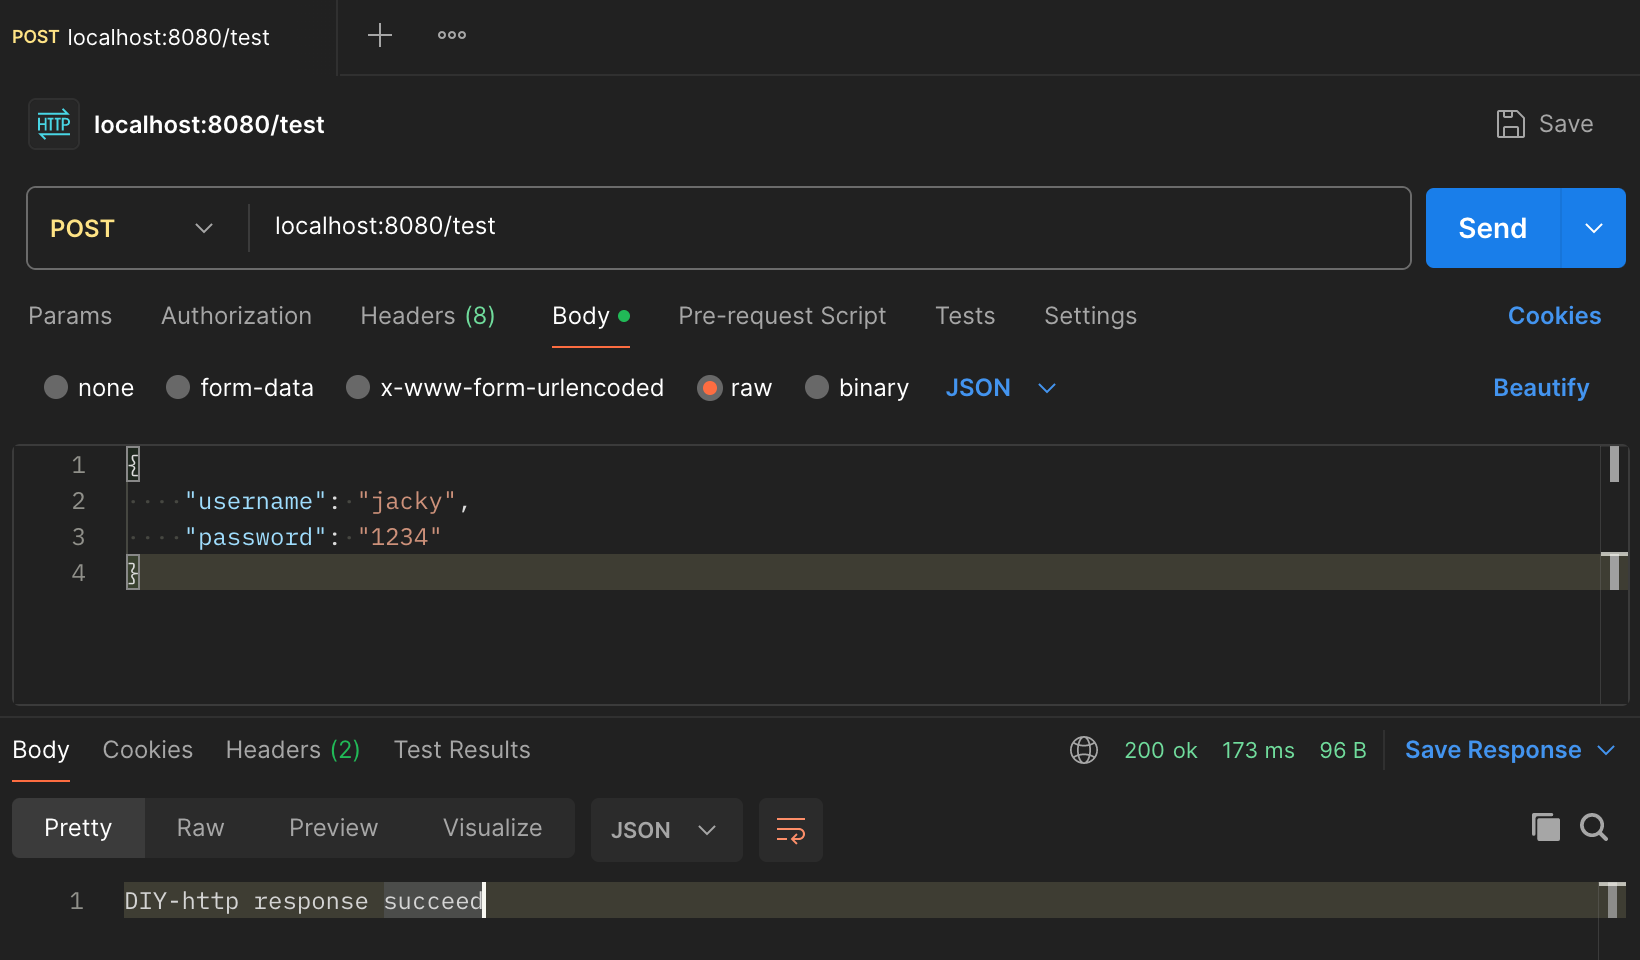 POST localhost:8080/test
HTTP localhost:8080/test Save
POST localhost:8080/test Send
Params Authorization Headers (8) Body Pre-request Script Tests Settings Cookies
none form-data x-www-form-urlencoded raw binary JSON Beautify
1 {
2 "username": "jacky",
3 "password": "1234"
4 }
Body Cookies Headers (2) Test Results 200 ok 173 ms 96 B Save Response
Pretty Raw Preview Visualize JSON
1 DIY-http response succeed